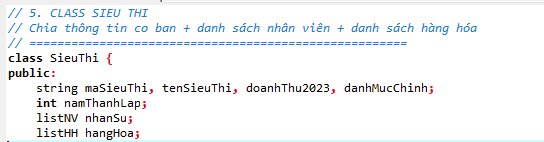 // 5. CLASS SIEU THI
// Chia thông tin co ban + danh sách nhân viên + danh sách hàng hóa
// ======================================================
class SieuThi {
public:
string maSieuThi, tenSieuThi, doanhThu2023, danhMucChinh;
int namThanhLap;
listNV nhanSu;
listHH hangHoa;